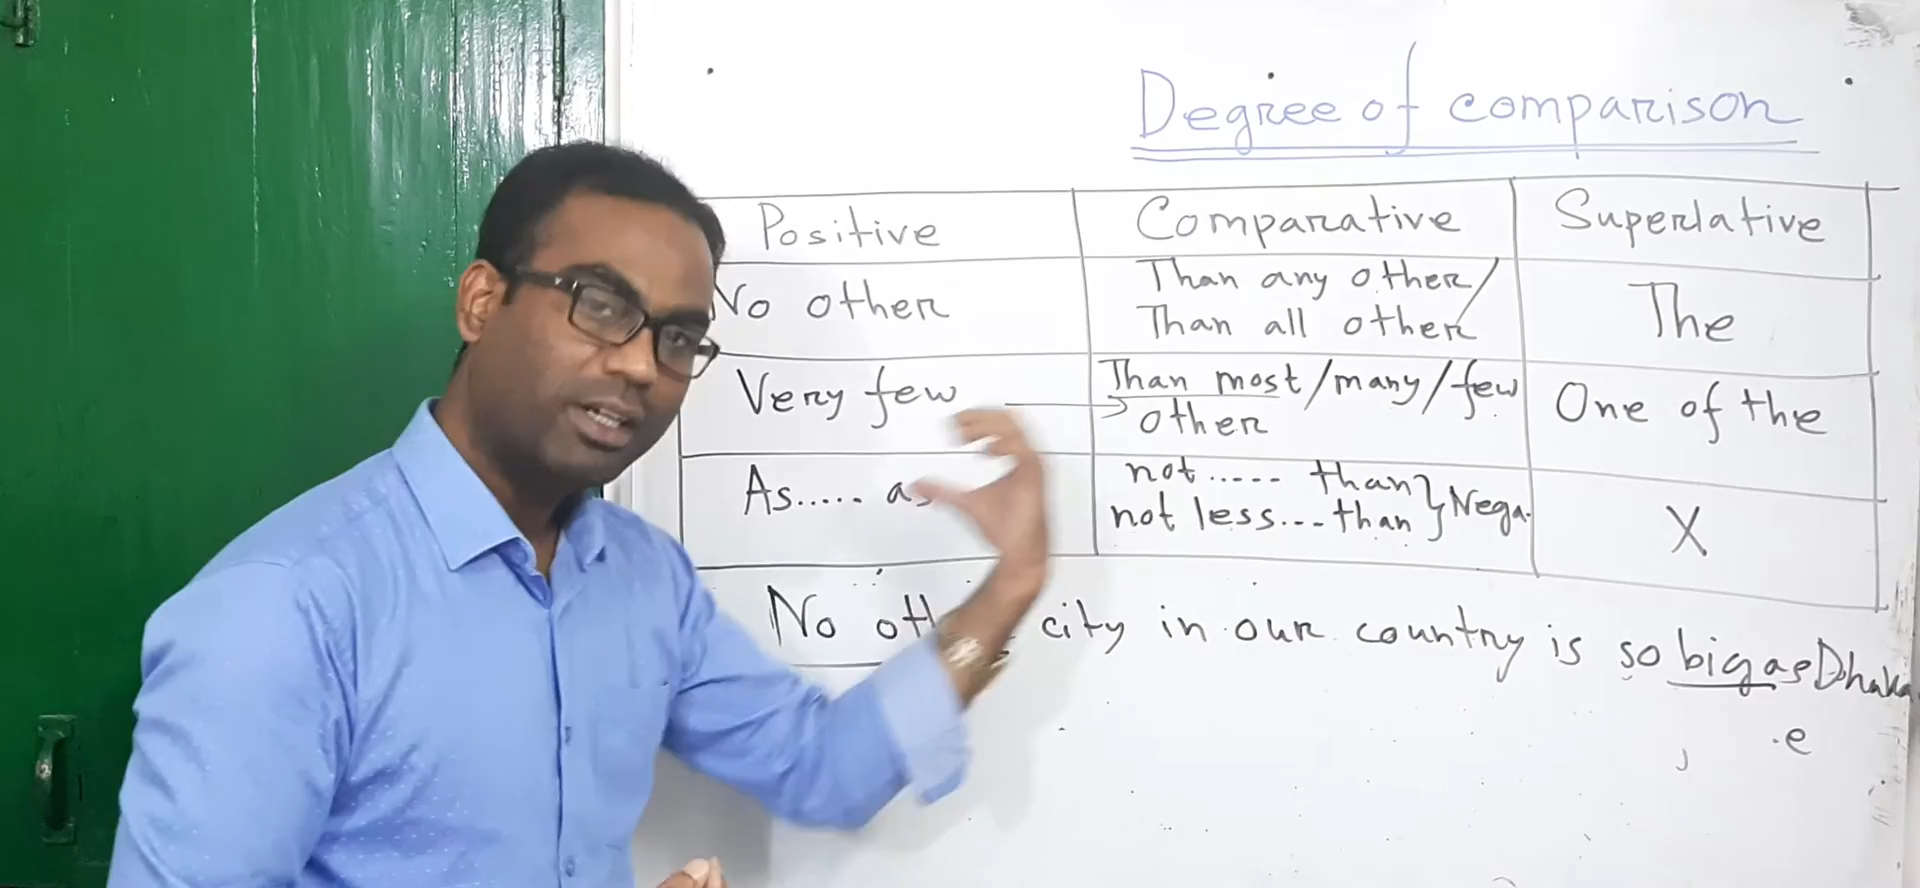 Degree of comparison
Positive Comparative Superlative
No other Than any other/ The
Than all other
Very few Than most/many/few One of the
other
As..... as not..... than } Nega. X
not less...than
No city in our country is so big as Dhaka
.e